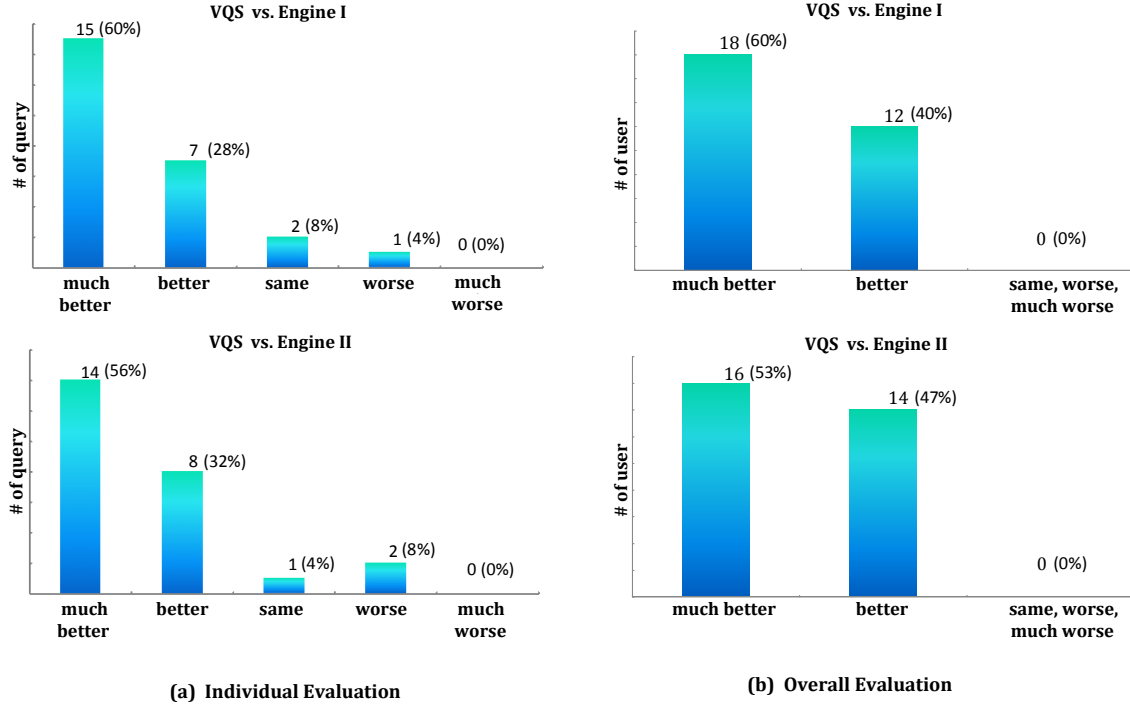 VQS vs. Engine I
# of query
15 (60%)
7 (28%)
2 (8%)
1 (4%)
0 (0%)
much better
better
same
worse
much worse
VQS vs. Engine II
# of query
14 (56%)
8 (32%)
1 (4%)
2 (8%)
0 (0%)
much better
better
same
worse
much worse
(a) Individual Evaluation
VQS vs. Engine I
# of user
18 (60%)
12 (40%)
0 (0%)
much better
better
same, worse,
much worse
VQS vs. Engine II
# of user
16 (53%)
14 (47%)
0 (0%)
much better
better
same, worse,
much worse
(b) Overall Evaluation